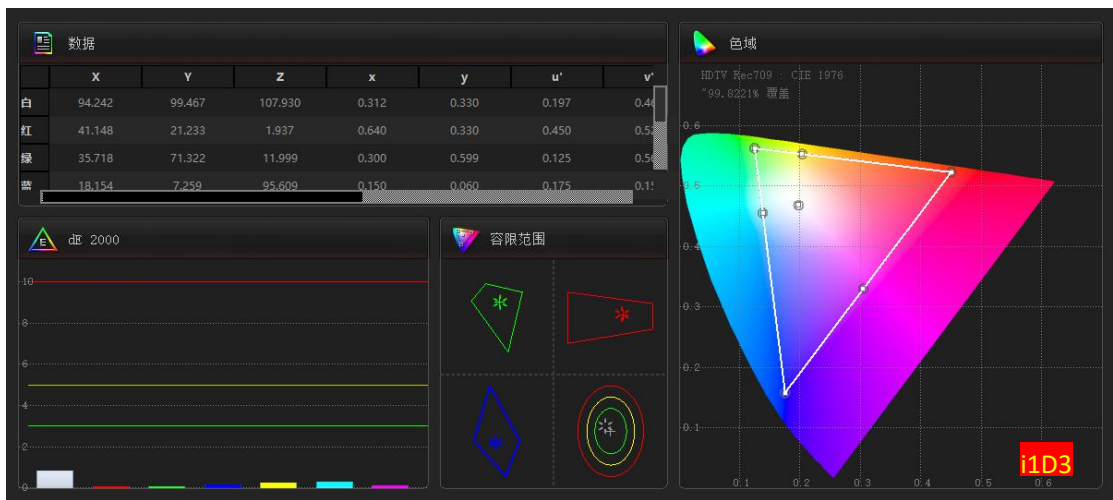 数据
X Y Z x y u' v'
白 94.242 99.467 107.930 0.312 0.330 0.197
红 41.148 21.233 1.937 0.640 0.330 0.450
绿 35.718 71.322 11.999 0.300 0.599 0.125
蓝 18.154 7.259 95.609 0.150 0.060 0.175
E dE 2000
10
8
6
4
2
0
容限范围
色域
HDTV Rec709 : CIE 1976
~99.8221% 覆盖
0.6
0.5
0.4
0.3
0.2
0.1
0.1 0.2 0.3 0.4 0.5 0.6
i1D3